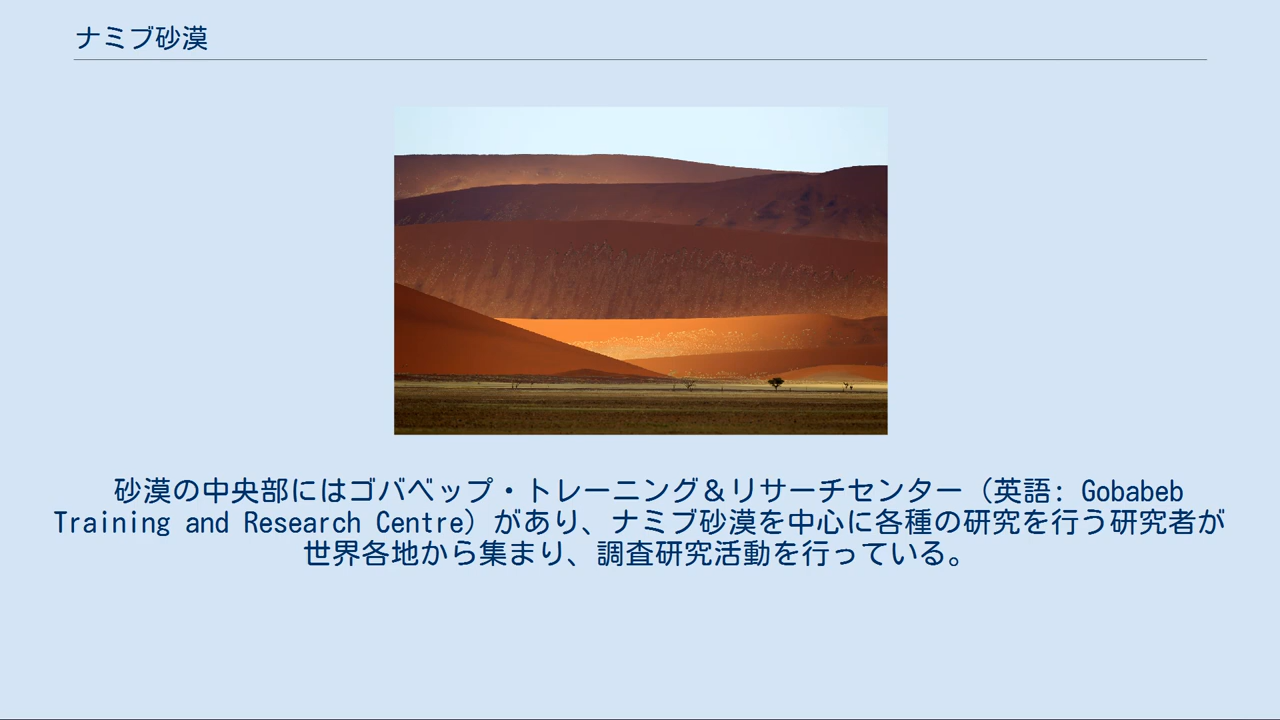 ナミブ砂漠
砂漠の中央部にはゴバベップ・トレーニング＆リサーチセンター（英語: Gobabeb
Training and Research Centre）があり、ナミブ砂漠を中心に各種の研究を行う研究者が
世界各地から集まり、調査研究活動を行っている。